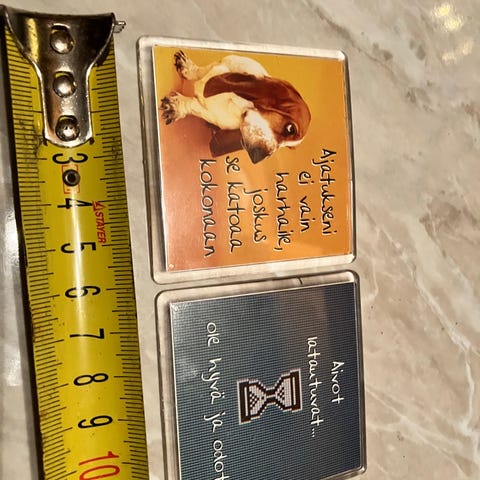 Ajatukseni
ei vain
harhaile,
joskus
se katoaa
kokonaan
Aivot
latautuvat...
ole hyvä ja odot
3
4
5
6
7
8
9
10
STAYER